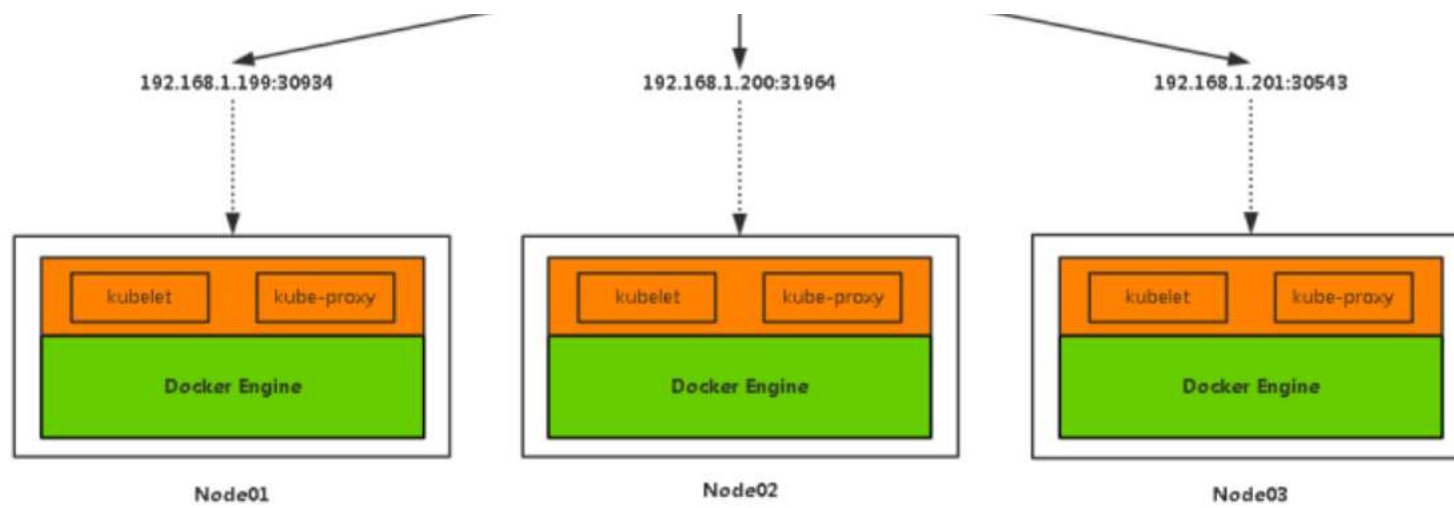 192.168.1.199:30934
192.168.1.200:31964
192.168.1.201:30543
kubelet
kube-proxy
kubelet
kube-proxy
kubelet
kube-proxy
Docker Engine
Docker Engine
Docker Engine
Node01
Node02
Node03